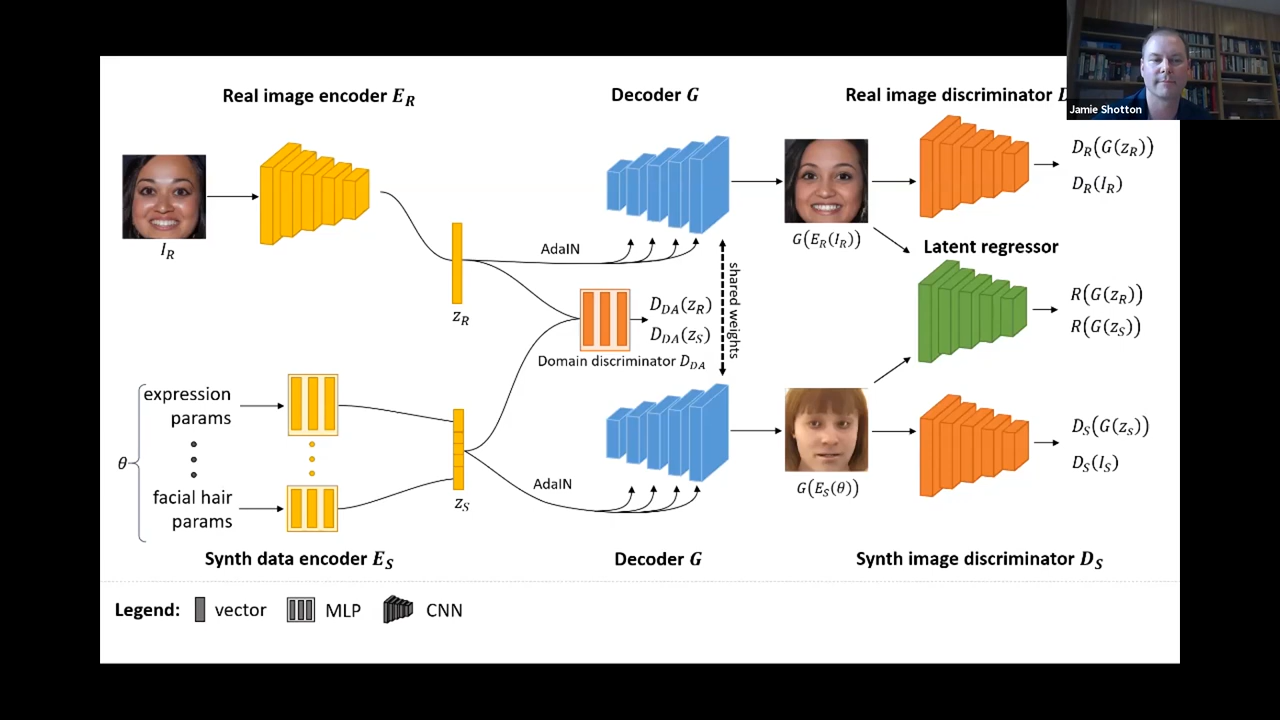 Real image encoder E_R
Decoder G
Real image discriminator
Jamie Shotton
I_R
G(E_R(I_R))
D_R(G(z_R))
D_R(I_R)
AdaIN
z_R
shared weights
Latent regressor
R(G(z_R))
R(G(z_S))
D_DA(z_R)
D_DA(z_S)
Domain discriminator D_DA
θ
expression
params
facial hair
params
z_S
AdaIN
G(E_S(θ))
D_S(G(z_S))
D_S(I_S)
Synth data encoder E_S
Decoder G
Synth image discriminator D_S
Legend: vector MLP CNN